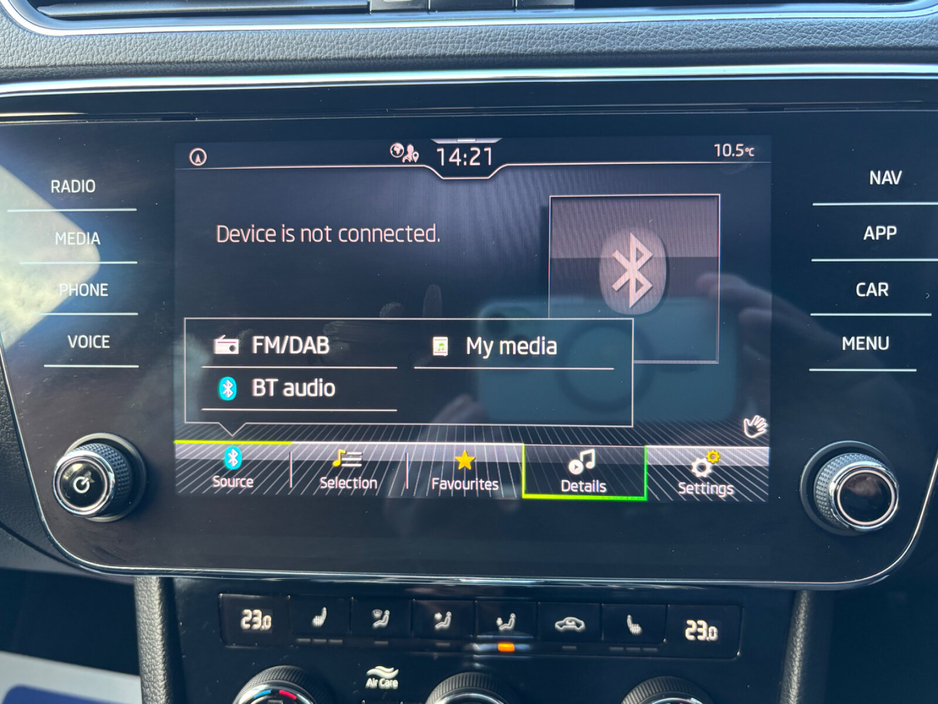 14:21
10.5°C
RADIO
MEDIA
PHONE
VOICE
NAV
APP
CAR
MENU
Device is not connected.
FM/DAB
My media
BT audio
Source
Selection
Favourites
Details
Settings
23.0
23.0
Air Care